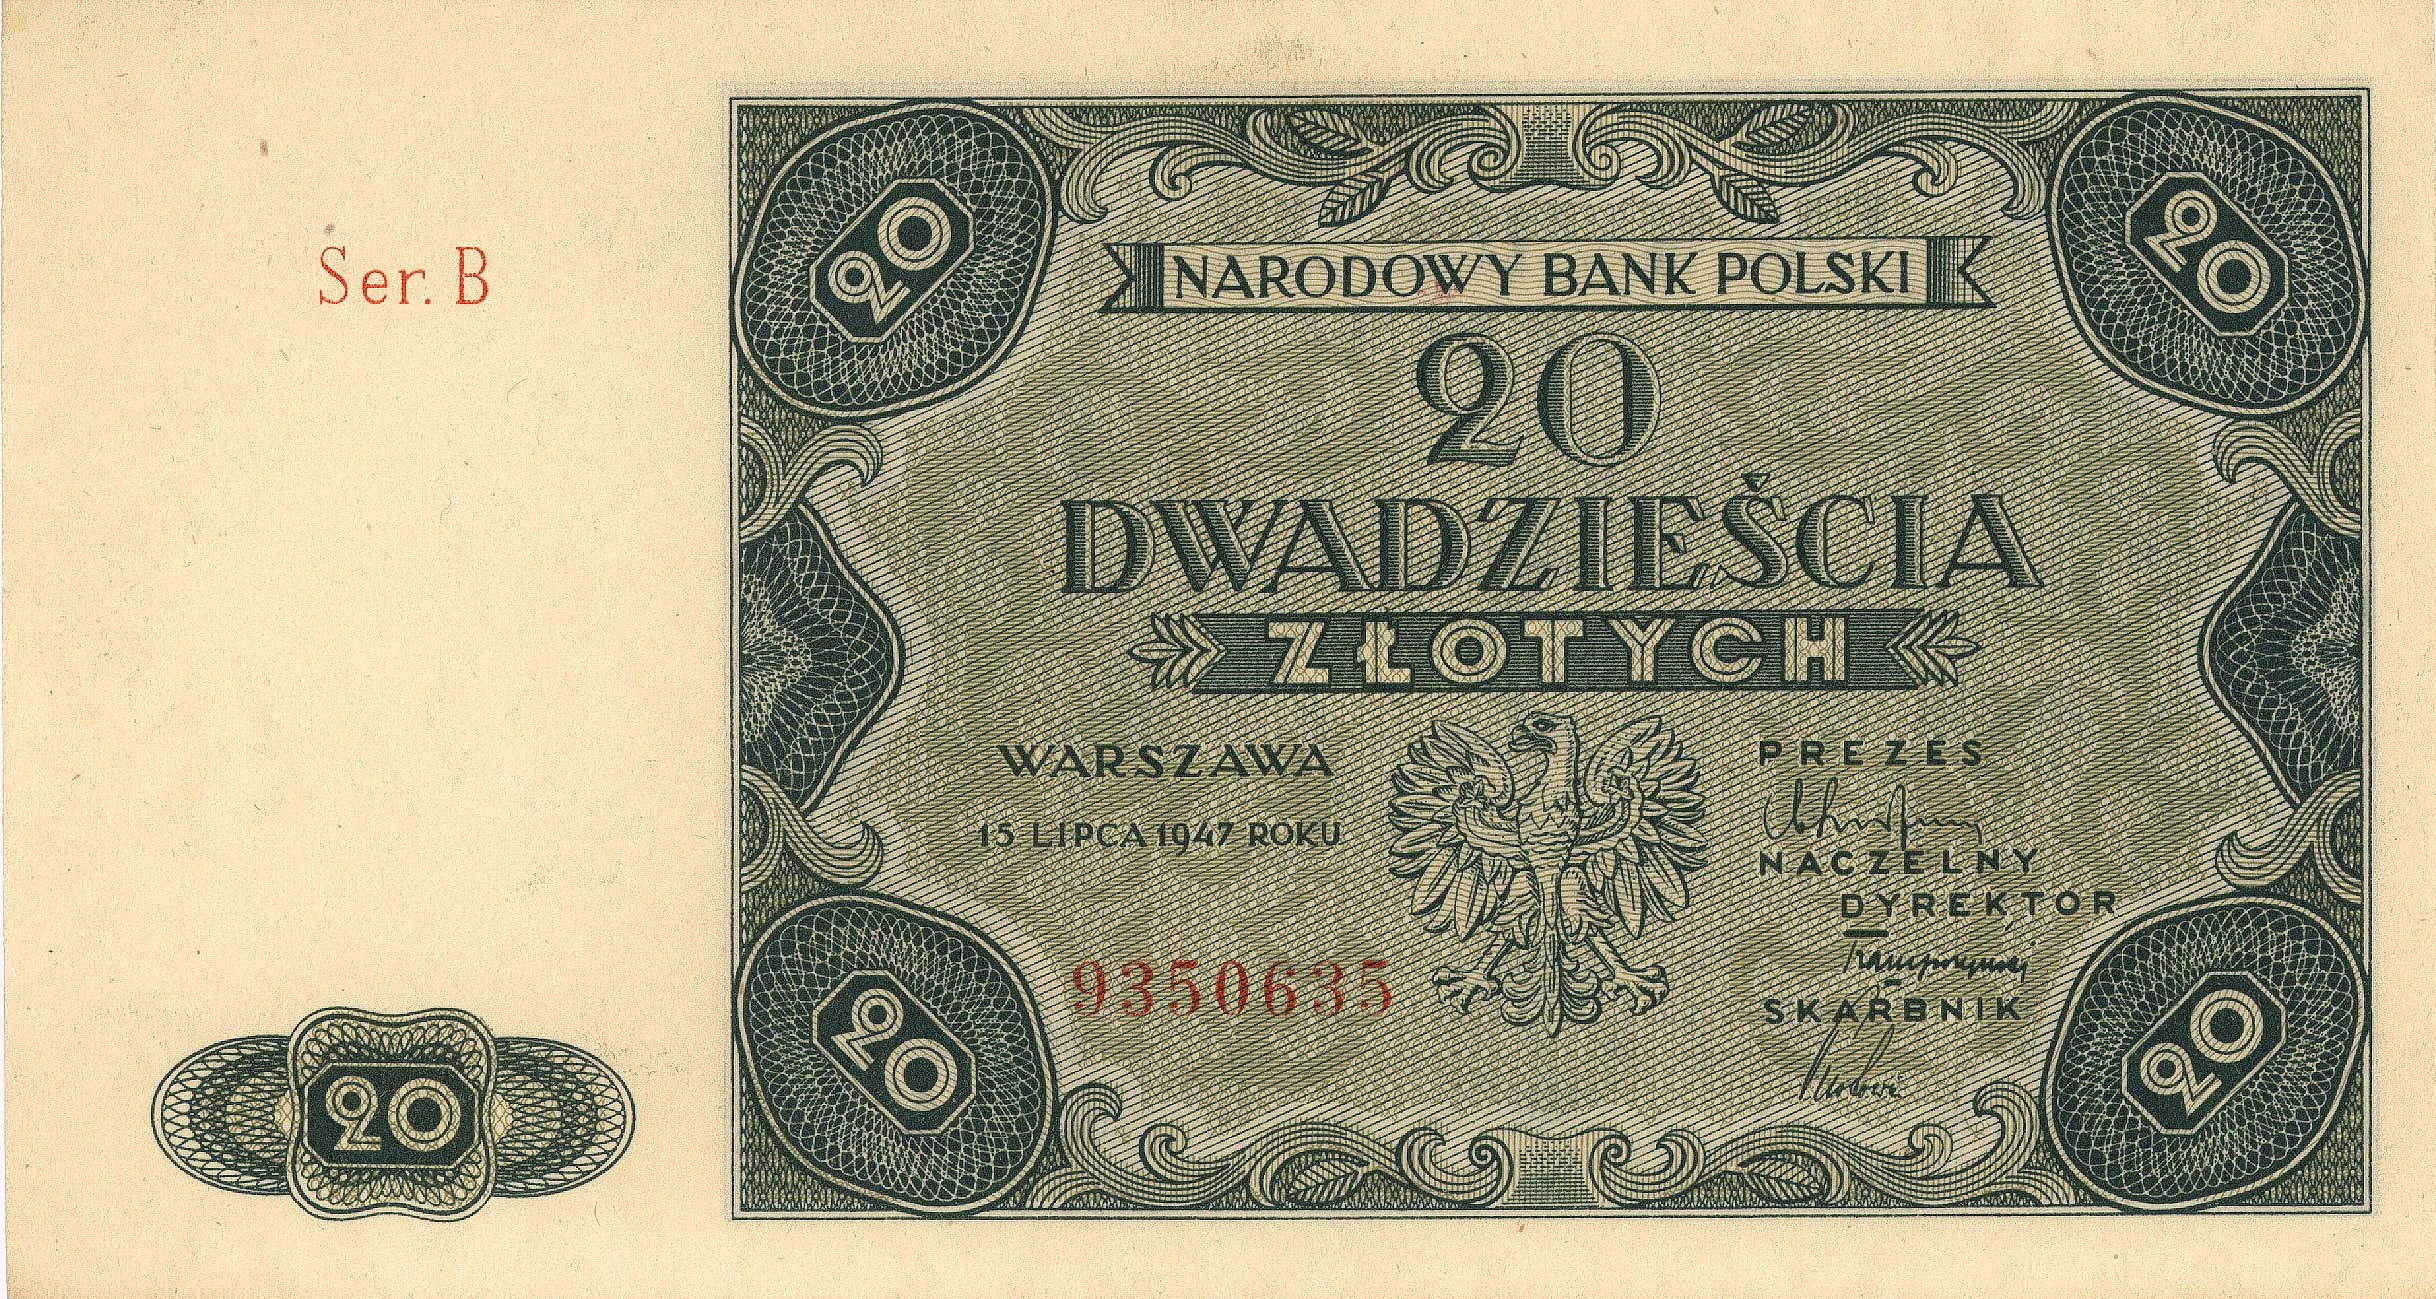 20
20
Ser. B
NARODOWY BANK POLSKI
20
DWADZIEŚCIA
ZŁOTYCH
WARSZAWA
15 LIPCA 1947 ROKU
PREZES
NACZELNY
DYREKTOR
SKARBNIK
9350635
20
20
20